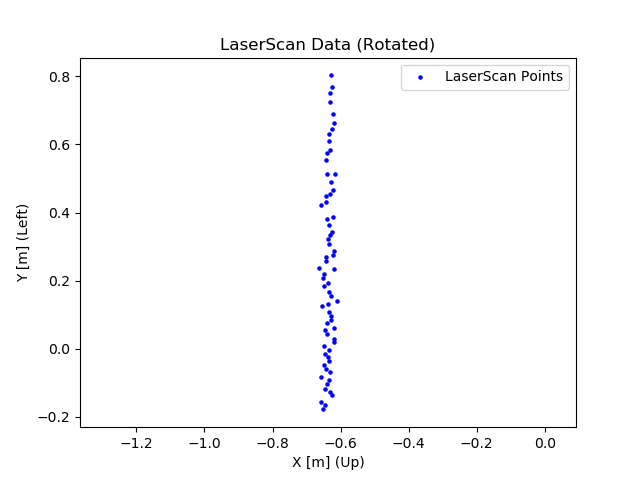 LaserScan Data (Rotated)
LaserScan Points
0.8
0.6
0.4
0.2
0.0
−0.2
Y [m] (Left)
−1.2 −1.0 −0.8 −0.6 −0.4 −0.2 0.0
X [m] (Up)